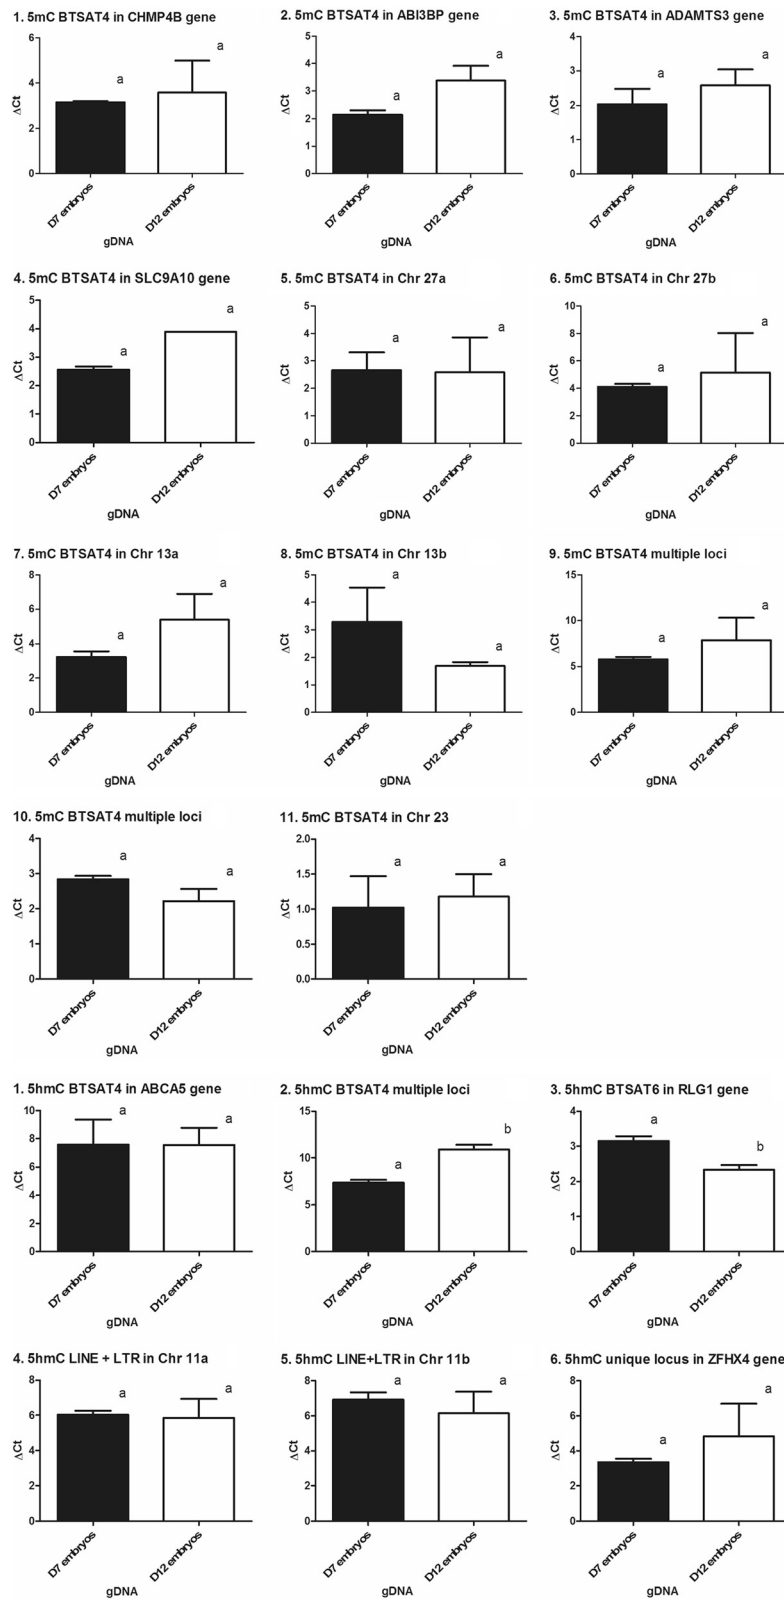 1. 5mC BTSAT4 in CHMP4B gene
6
4
2
0
ΔCt
a
a
D7 embryos
D12 embryos
gDNA
2. 5mC BTSAT4 in ABI3BP gene
5
4
3
2
1
0
ΔCt
a
a
D7 embryos
D12 embryos
gDNA
3. 5mC BTSAT4 in ADAMTS3 gene
4
3
2
1
0
ΔCt
a
a
D7 embryos
D12 embryos
gDNA
4. 5mC BTSAT4 in SLC9A10 gene
5
4
3
2
1
0
ΔCt
a
a
D7 embryos
D12 embryos
gDNA
5. 5mC BTSAT4 in Chr 27a
5
4
3
2
1
0
ΔCt
a
a
D7 embryos
D12 embryos
gDNA
6. 5mC BTSAT4 in Chr 27b
10
8
6
4
2
0
ΔCt
a
a
D7 embryos
D12 embryos
gDNA
7. 5mC BTSAT4 in Chr 13a
8
6
4
2
0
ΔCt
a
a
D7 embryos
D12 embryos
gDNA
8. 5mC BTSAT4 in Chr 13b
5
4
3
2
1
0
ΔCt
a
a
D7 embryos
D12 embryos
gDNA
9. 5mC BTSAT4 multiple loci
15
10
5
0
ΔCt
a
a
D7 embryos
D12 embryos
gDNA
10. 5mC BTSAT4 multiple loci
4
3
2
1
0
ΔCt
a
a
D7 embryos
D12 embryos
gDNA
11. 5mC BTSAT4 in Chr 23
2.0
1.5
1.0
0.5
0.0
ΔCt
a
a
D7 embryos
D12 embryos
gDNA
1. 5hmC BTSAT4 in ABCA5 gene
10
8
6
4
2
0
ΔCt
a
a
D7 embryos
D12 embryos
gDNA
2. 5hmC BTSAT4 multiple loci
15
10
5
0
ΔCt
a
b
D7 embryos
D12 embryos
gDNA
3. 5hmC BTSAT6 in RLG1 gene
4
3
2
1
0
ΔCt
a
b
D7 embryos
D12 embryos
gDNA
4. 5hmC LINE + LTR in Chr 11a
8
6
4
2
0
ΔCt
a
a
D7 embryos
D12 embryos
gDNA
5. 5hmC LINE+LTR in Chr 11b
8
6
4
2
0
ΔCt
a
a
D7 embryos
D12 embryos
gDNA
6. 5hmC unique locus in ZFHX4 gene
8
6
4
2
0
ΔCt
a
a
D7 embryos
D12 embryos
gDNA